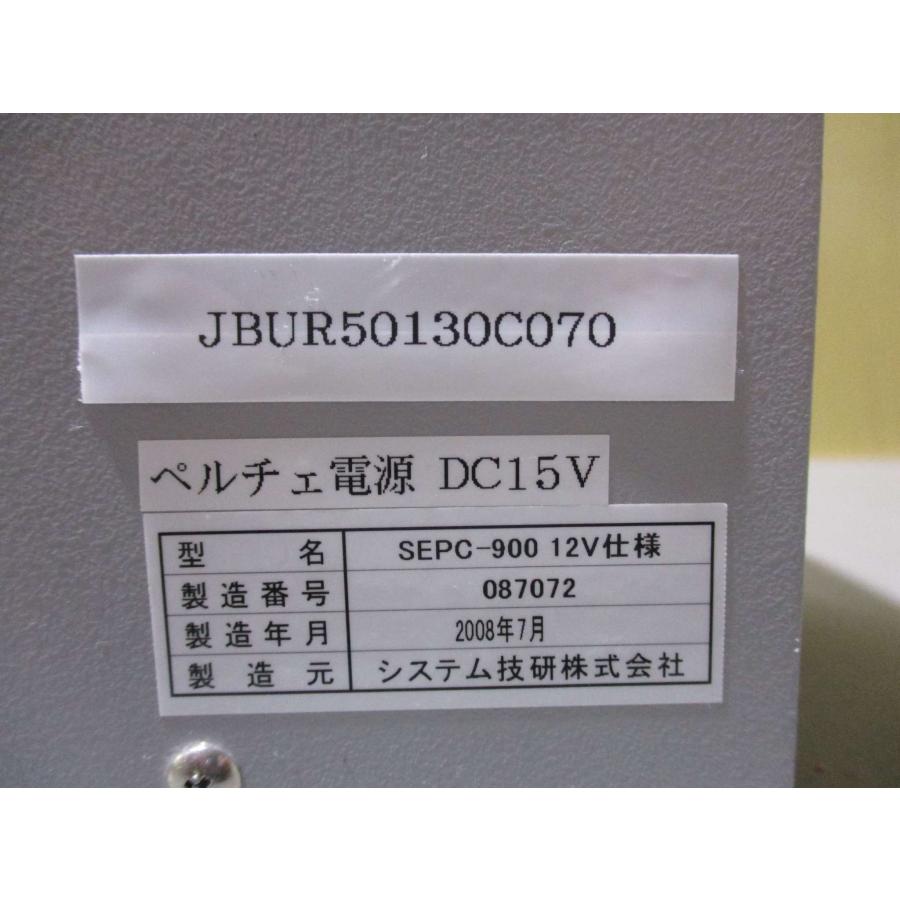 JBUR50130C070
ペルチェ電源 DC15V
型名 SEPC-900 12V仕様
製造番号 087072
製造年月 2008年7月
製造元 システム技研株式会社